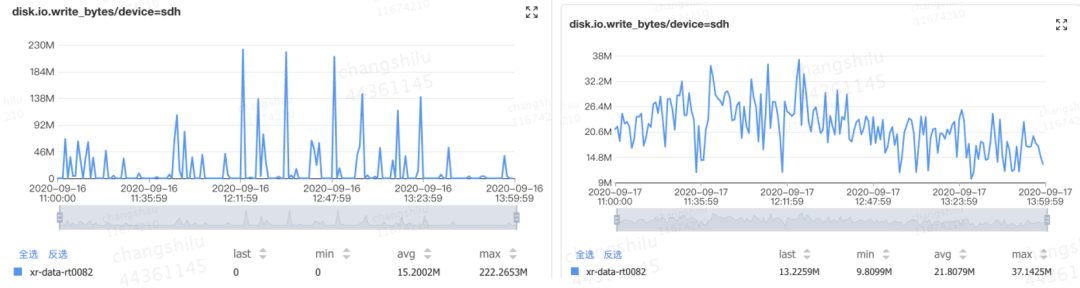 disk.io.write_bytes/device=sdh
230M
184M
138M
92M
46M
0
2020-09-16 2020-09-16 2020-09-16 2020-09-16 2020-09-16 2020-09-16
11:00:00 11:35:59 12:11:59 12:47:59 13:23:59 13:59:59
全选 反选 last min avg max
xr-data-rt0082 0 0 15.2002M 222.2653M
disk.io.write_bytes/device=sdh
38M
32.2M
26.4M
20.6M
14.8M
9M
2020-09-17 2020-09-17 2020-09-17 2020-09-17 2020-09-17 2020-09-17
11:00:00 11:35:59 12:11:59 12:47:59 13:23:59 13:59:59
全选 反选 last min avg max
xr-data-rt0082 13.2259M 9.8099M 21.8079M 37.1425M
changshilu
44361145
changshilu
44361145
changshilu
44361145
changshilu
44361145